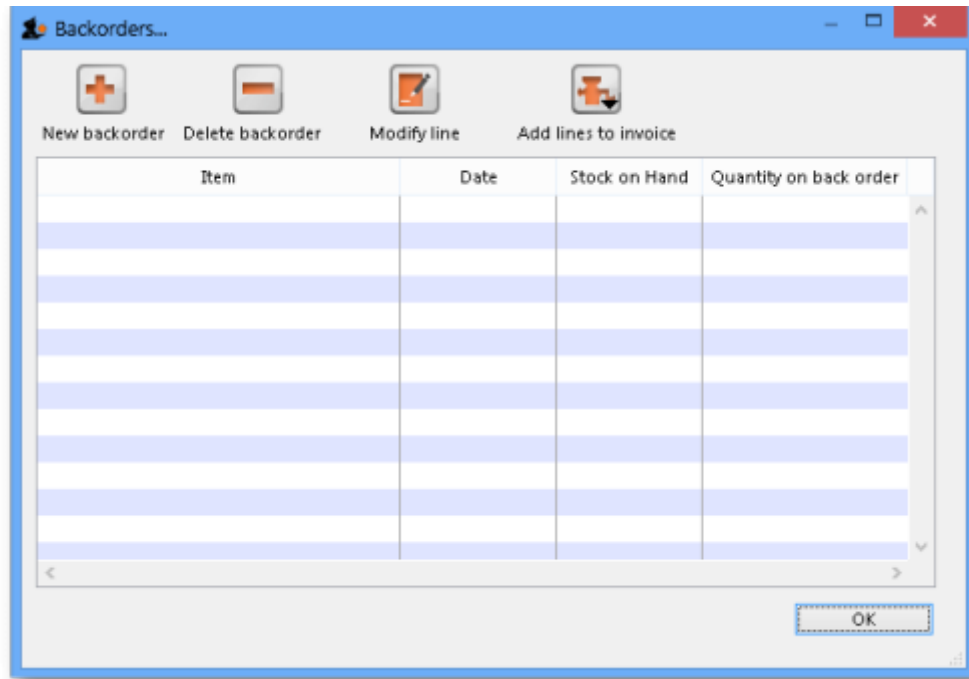 Backorders...
New backorder Delete backorder Modify line Add lines to invoice
Item Date Stock on Hand Quantity on back order
OK